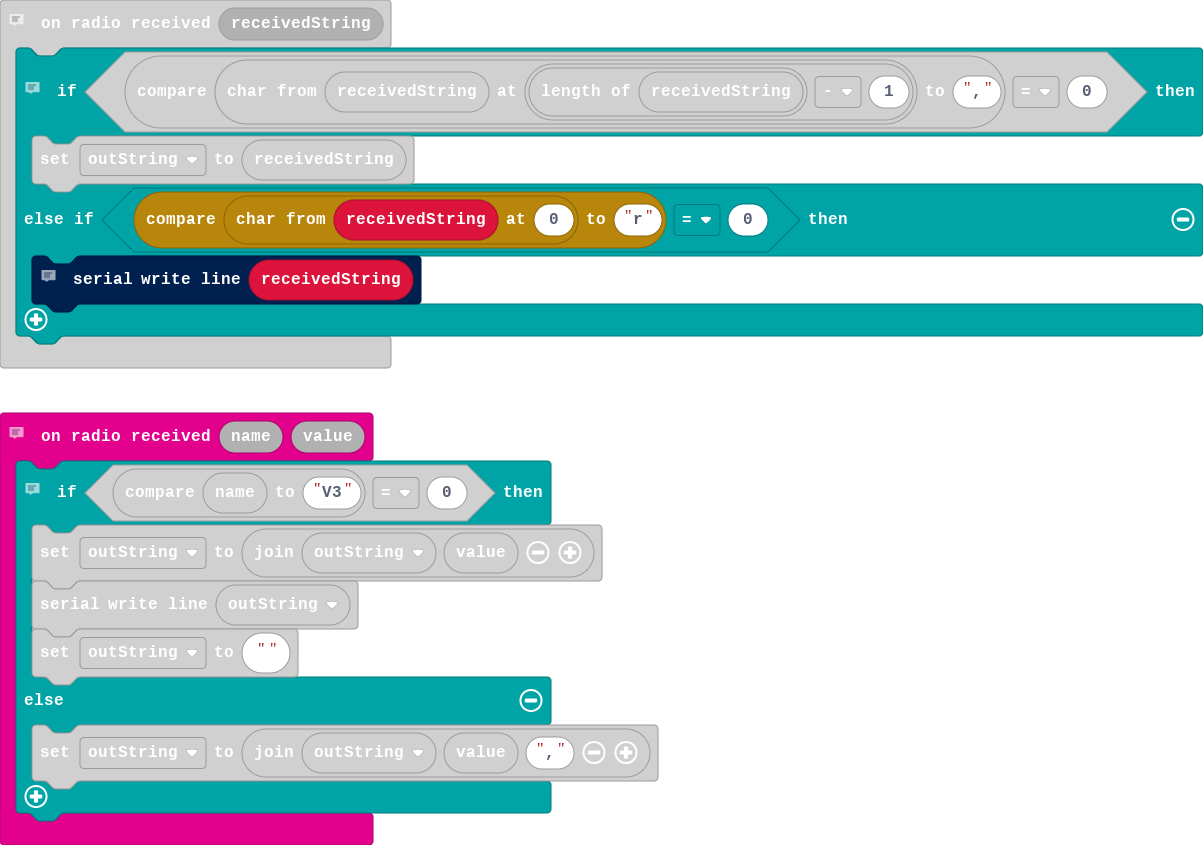 on radio received receivedString
if compare char from receivedString at length of receivedString - 1 to "," = 0 then
set outString to receivedString
else if compare char from receivedString at 0 to "r" = 0 then
serial write line receivedString
on radio received name value
if compare name to "V3" = 0 then
set outString to join outString value
serial write line outString
set outString to ""
else
set outString to join outString value ","